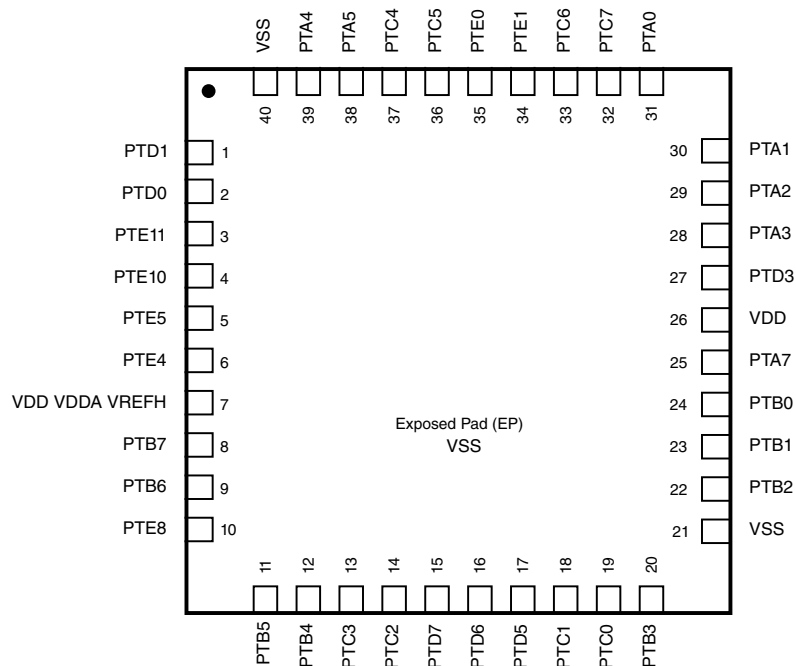 VSS
PTA4
PTA5
PTC4
PTC5
PTE0
PTE1
PTC6
PTC7
PTA0
40
39
38
37
36
35
34
33
32
31
PTD1 1
PTD0 2
PTE11 3
PTE10 4
PTE5 5
PTE4 6
VDD VDDA VREFH 7
PTB7 8
PTB6 9
PTE8 10
Exposed Pad (EP)
VSS
30 PTA1
29 PTA2
28 PTA3
27 PTD3
26 VDD
25 PTA7
24 PTB0
23 PTB1
22 PTB2
21 VSS
11
12
13
14
15
16
17
18
19
20
PTB5
PTB4
PTC3
PTC2
PTD7
PTD6
PTD5
PTC1
PTC0
PTB3